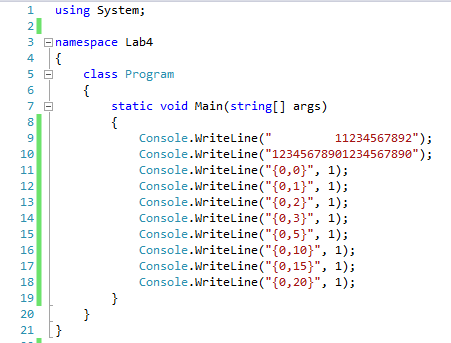 1 using System;
2
3 namespace Lab4
4 {
5     class Program
6     {
7         static void Main(string[] args)
8         {
9             Console.WriteLine("         11234567892");
10             Console.WriteLine("12345678901234567890");
11             Console.WriteLine("{0,0}", 1);
12             Console.WriteLine("{0,1}", 1);
13             Console.WriteLine("{0,2}", 1);
14             Console.WriteLine("{0,3}", 1);
15             Console.WriteLine("{0,5}", 1);
16             Console.WriteLine("{0,10}", 1);
17             Console.WriteLine("{0,15}", 1);
18             Console.WriteLine("{0,20}", 1);
19         }
20     }
21 }